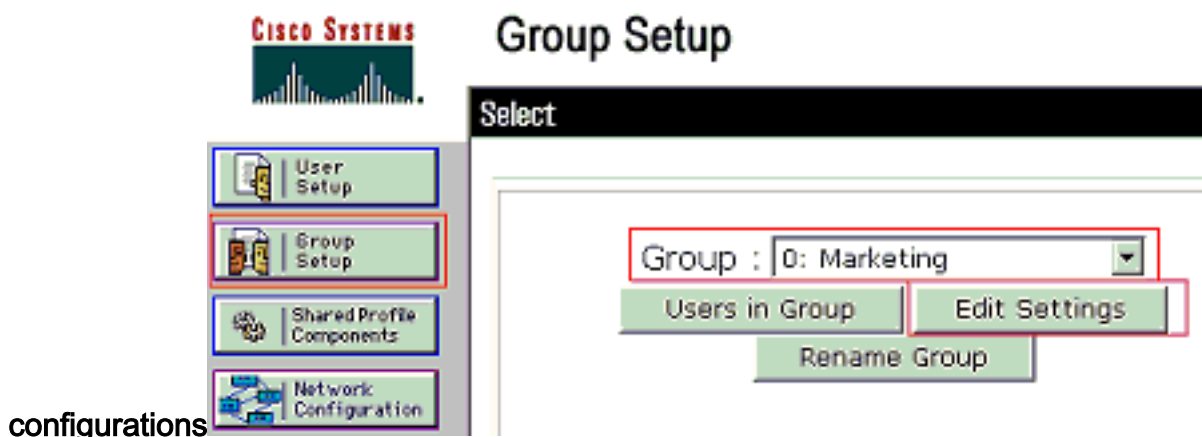 CISCO SYSTEMS
Group Setup
Select
User
Setup
Group
Setup
Shared Profile
Components
Network
Configuration
Group : 0: Marketing
Users in Group
Edit Settings
Rename Group
configurations